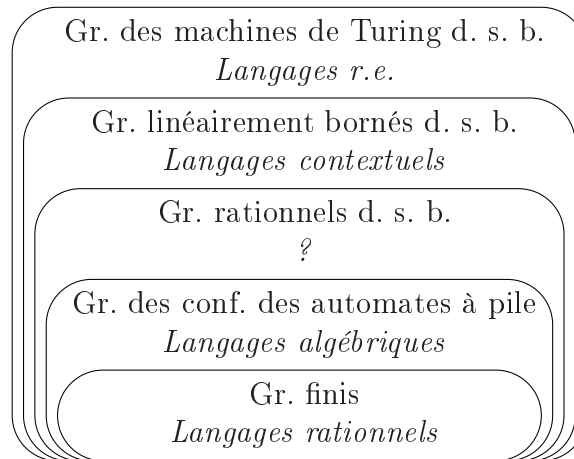 Gr. des machines de Turing d. s. b.
Langages r.e.
Gr. linéairement bornés d. s. b.
Langages contextuels
Gr. rationnels d. s. b.
?
Gr. des conf. des automates à pile
Langages algébriques
Gr. finis
Langages rationnels